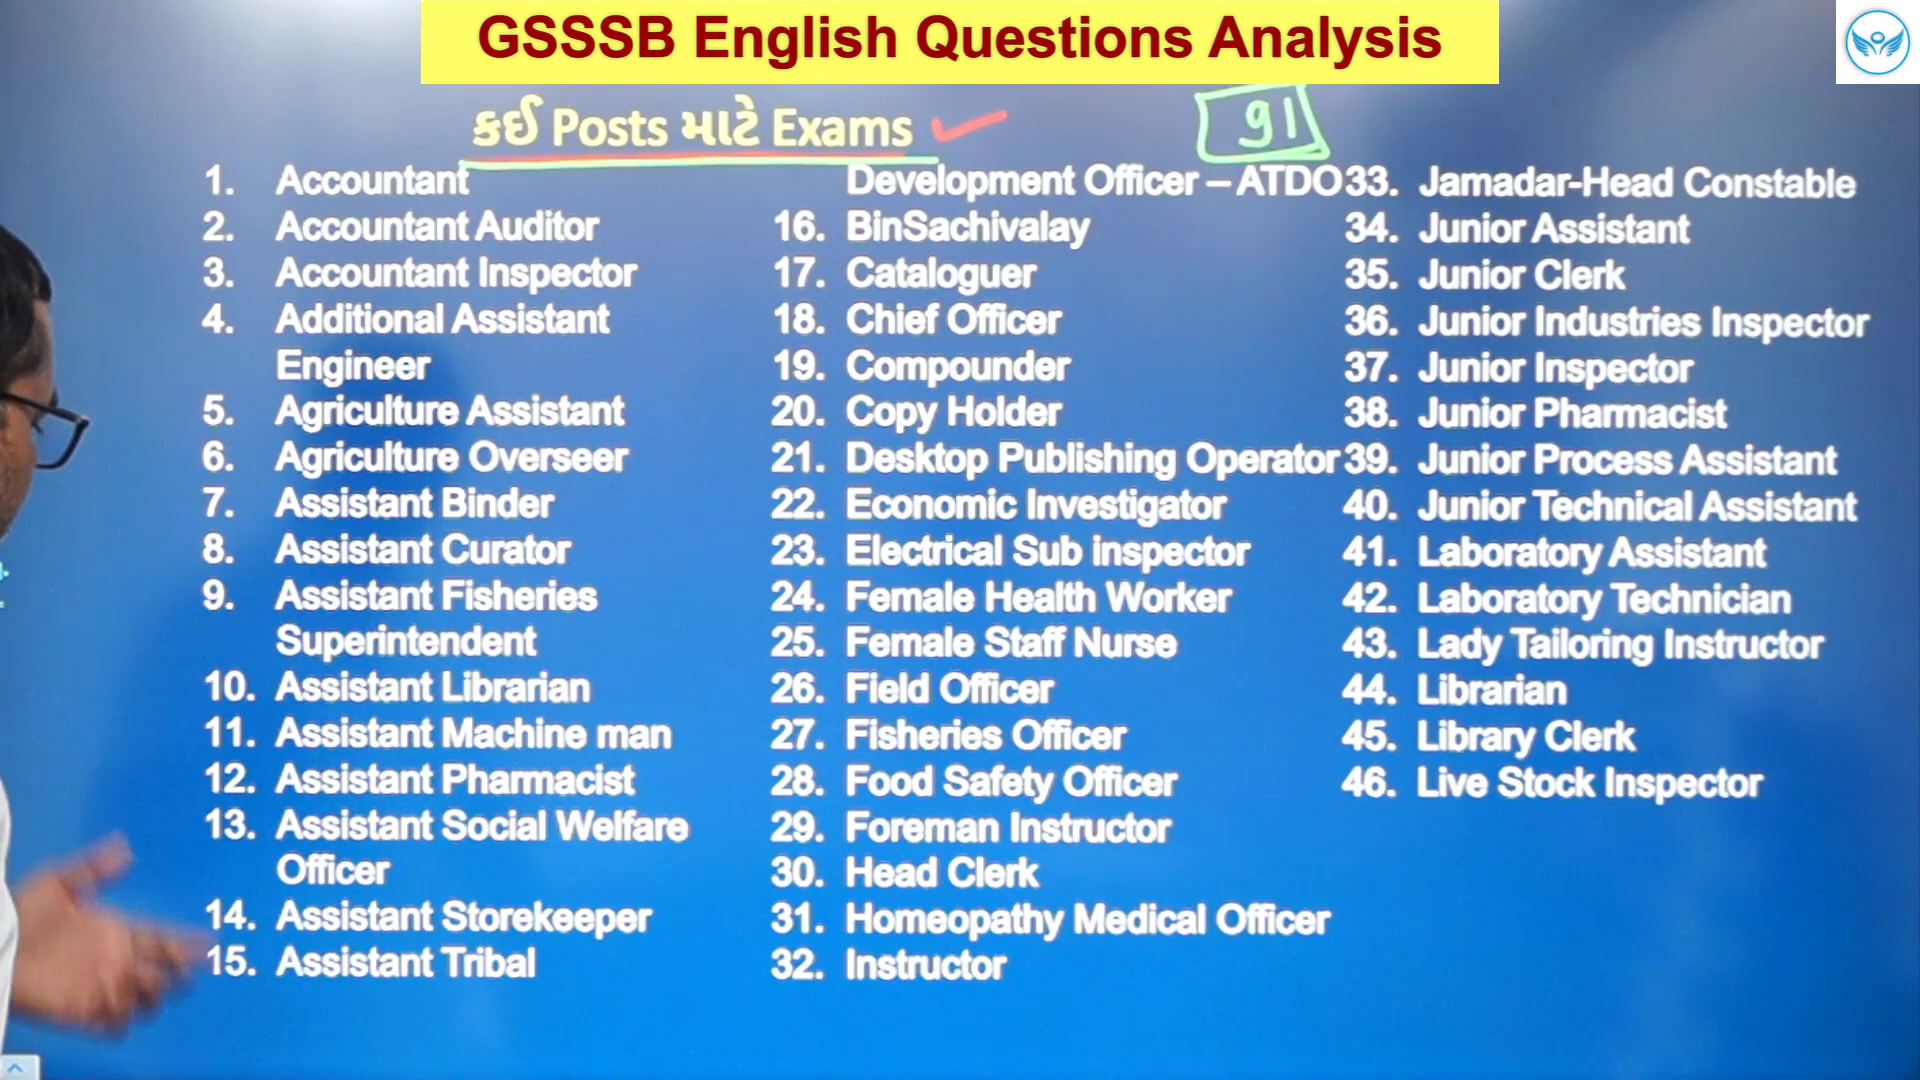 GSSSB English Questions Analysis
કઈ Posts માટે Exams
91
1. Accountant
2. Accountant Auditor
3. Accountant Inspector
4. Additional Assistant
Engineer
5. Agriculture Assistant
6. Agriculture Overseer
7. Assistant Binder
8. Assistant Curator
9. Assistant Fisheries
Superintendent
10. Assistant Librarian
11. Assistant Machine man
12. Assistant Pharmacist
13. Assistant Social Welfare
Officer
14. Assistant Storekeeper
15. Assistant Tribal
Development Officer – ATDO
16. BinSachivalay
17. Cataloguer
18. Chief Officer
19. Compounder
20. Copy Holder
21. Desktop Publishing Operator
22. Economic Investigator
23. Electrical Sub inspector
24. Female Health Worker
25. Female Staff Nurse
26. Field Officer
27. Fisheries Officer
28. Food Safety Officer
29. Foreman Instructor
30. Head Clerk
31. Homeopathy Medical Officer
32. Instructor
33. Jamadar-Head Constable
34. Junior Assistant
35. Junior Clerk
36. Junior Industries Inspector
37. Junior Inspector
38. Junior Pharmacist
39. Junior Process Assistant
40. Junior Technical Assistant
41. Laboratory Assistant
42. Laboratory Technician
43. Lady Tailoring Instructor
44. Librarian
45. Library Clerk
46. Live Stock Inspector